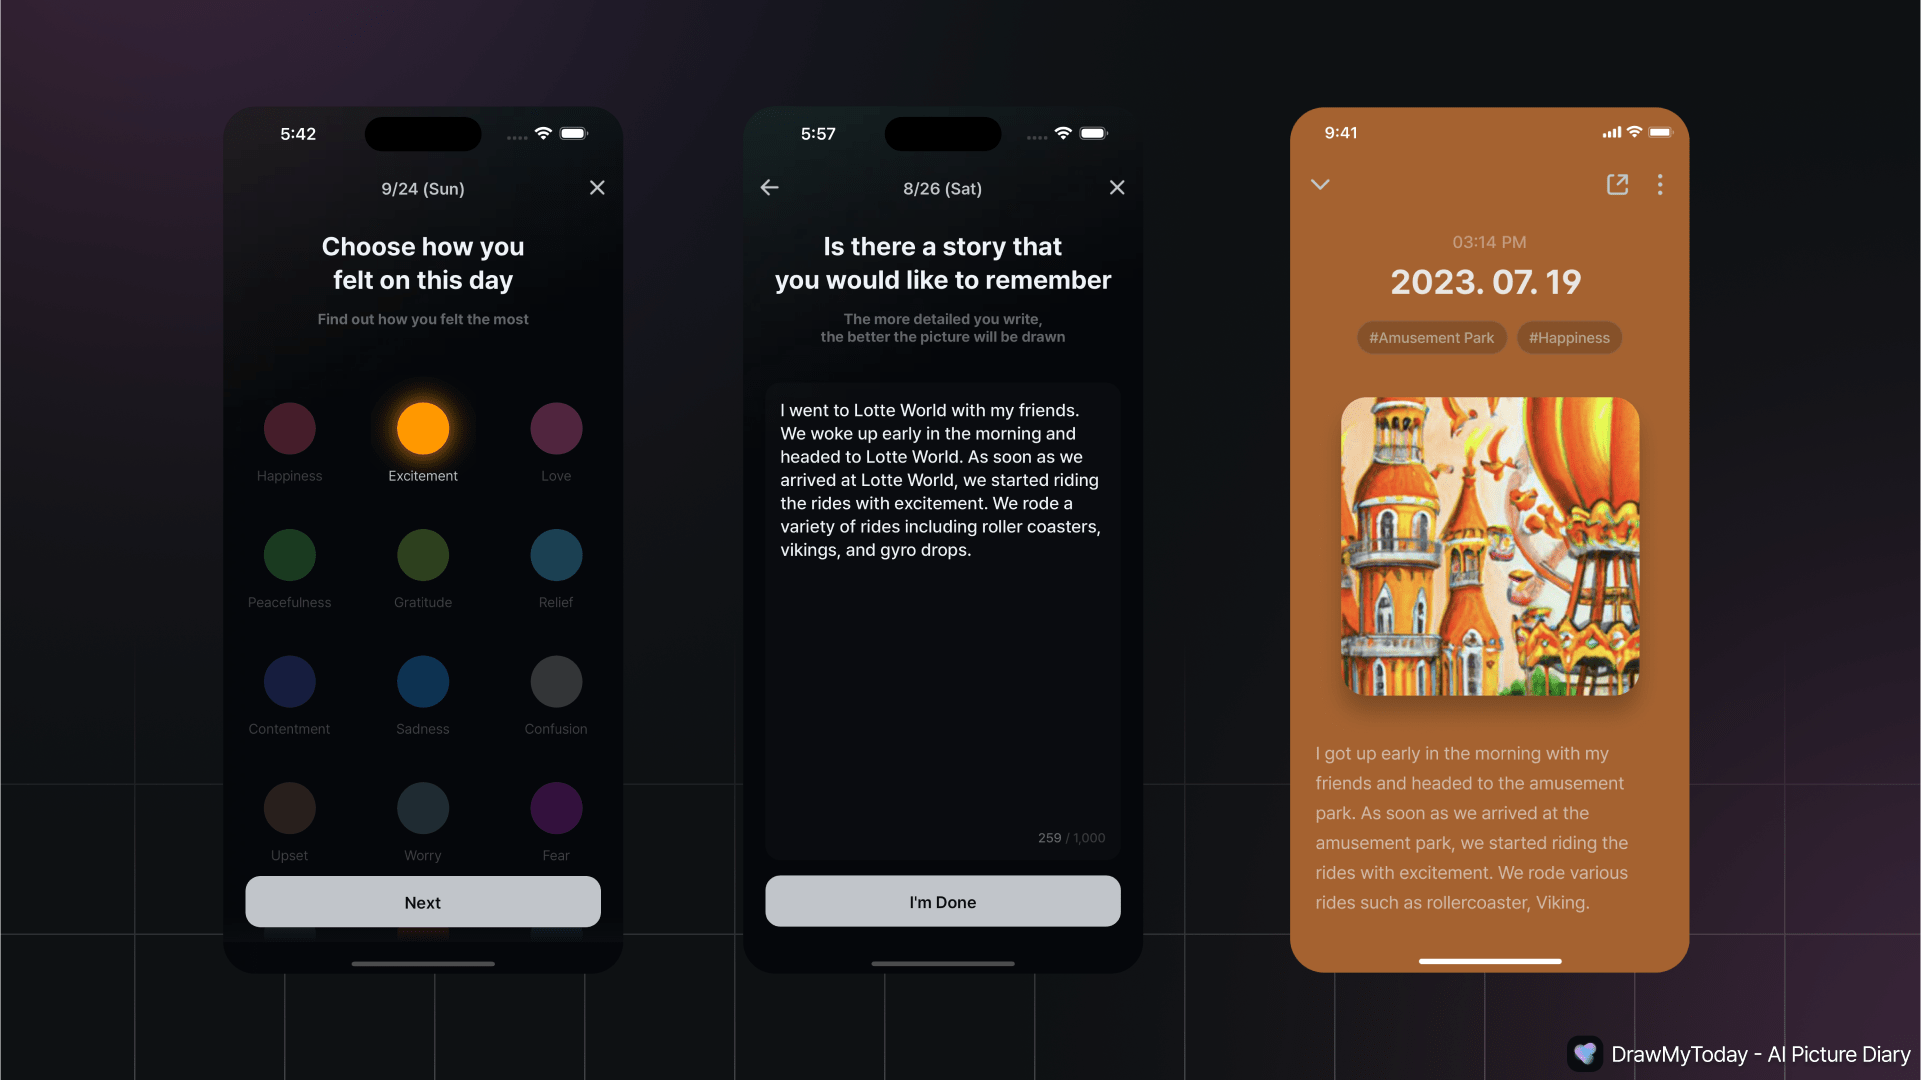 5:42
9/24 (Sun)
Choose how you
felt on this day
Find out how you felt the most
Happiness
Excitement
Love
Peacefulness
Gratitude
Relief
Contentment
Sadness
Confusion
Upset
Worry
Fear
Next
5:57
8/26 (Sat)
Is there a story that
you would like to remember
The more detailed you write,
the better the picture will be drawn
I went to Lotte World with my friends.
We woke up early in the morning and
headed to Lotte World. As soon as we
arrived at Lotte World, we started riding
the rides with excitement. We rode a
variety of rides including roller coasters,
vikings, and gyro drops.
259 / 1,000
I'm Done
9:41
03:14 PM
2023. 07. 19
#Amusement Park
#Happiness
I got up early in the morning with my
friends and headed to the amusement
park. As soon as we arrived at the
amusement park, we started riding the
rides with excitement. We rode various
rides such as rollercoaster, Viking.
DrawMyToday - AI Picture Diary